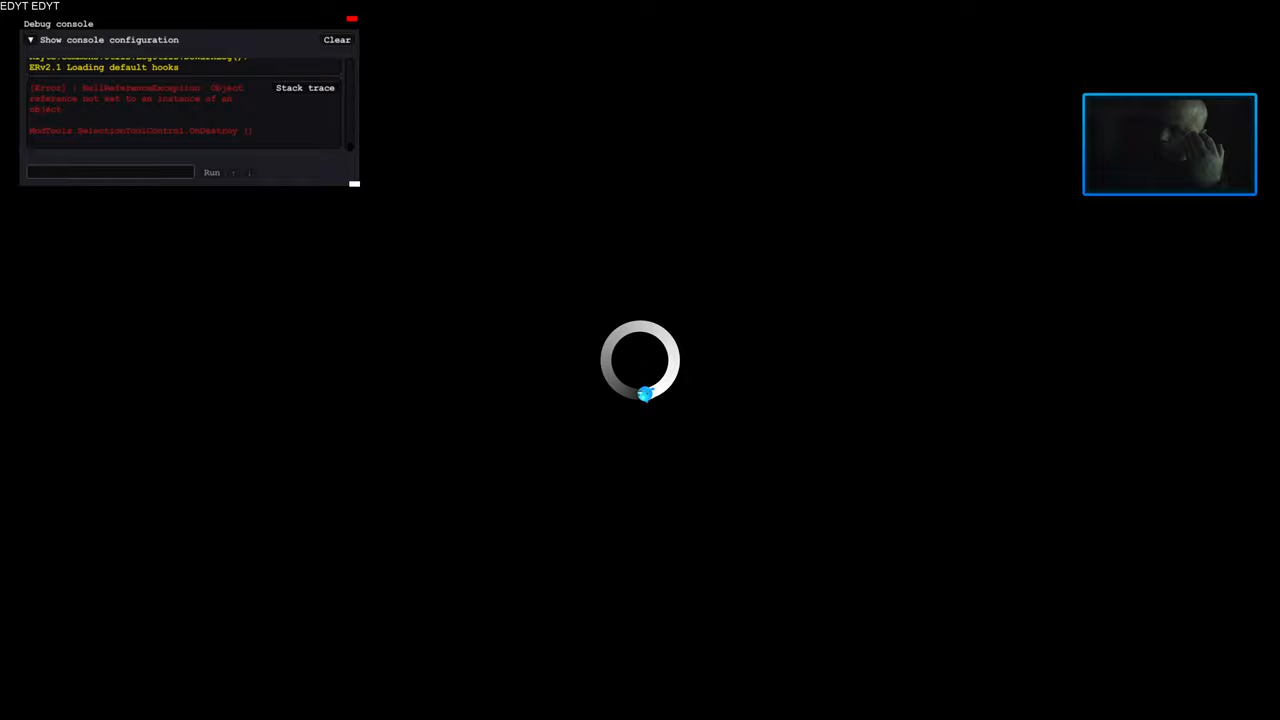 EDYT EDYT
Debug console
▼ Show console configuration
Clear
ERv2.1 Loading default hooks
[Error] | NullReferenceException Object
Stack trace
reference not set to an instance of an
object
ModTools.SelectionToolControl.OnDestroy ()
Run ↑ ↓